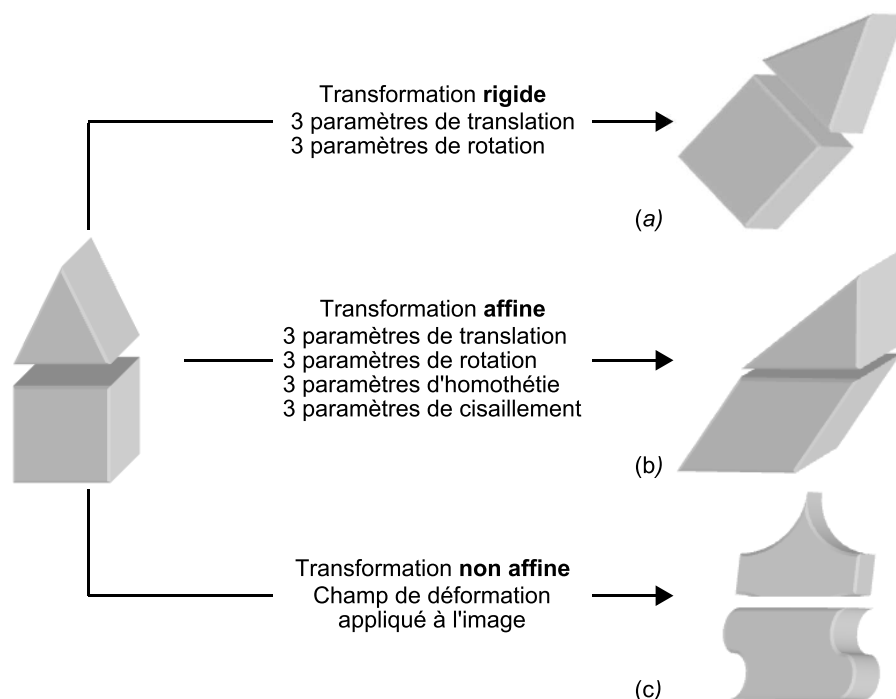 Transformation rigide
3 paramètres de translation
3 paramètres de rotation
(a)
Transformation affine
3 paramètres de translation
3 paramètres de rotation
3 paramètres d'homothétie
3 paramètres de cisaillement
(b)
Transformation non affine
Champ de déformation
appliqué à l'image
(c)